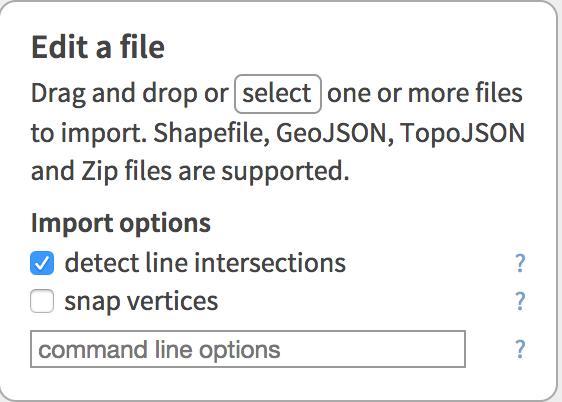 Edit a file
Drag and drop or select one or more files
to import. Shapefile, GeoJSON, TopoJSON
and Zip files are supported.
Import options
detect line intersections ?
snap vertices ?
command line options ?